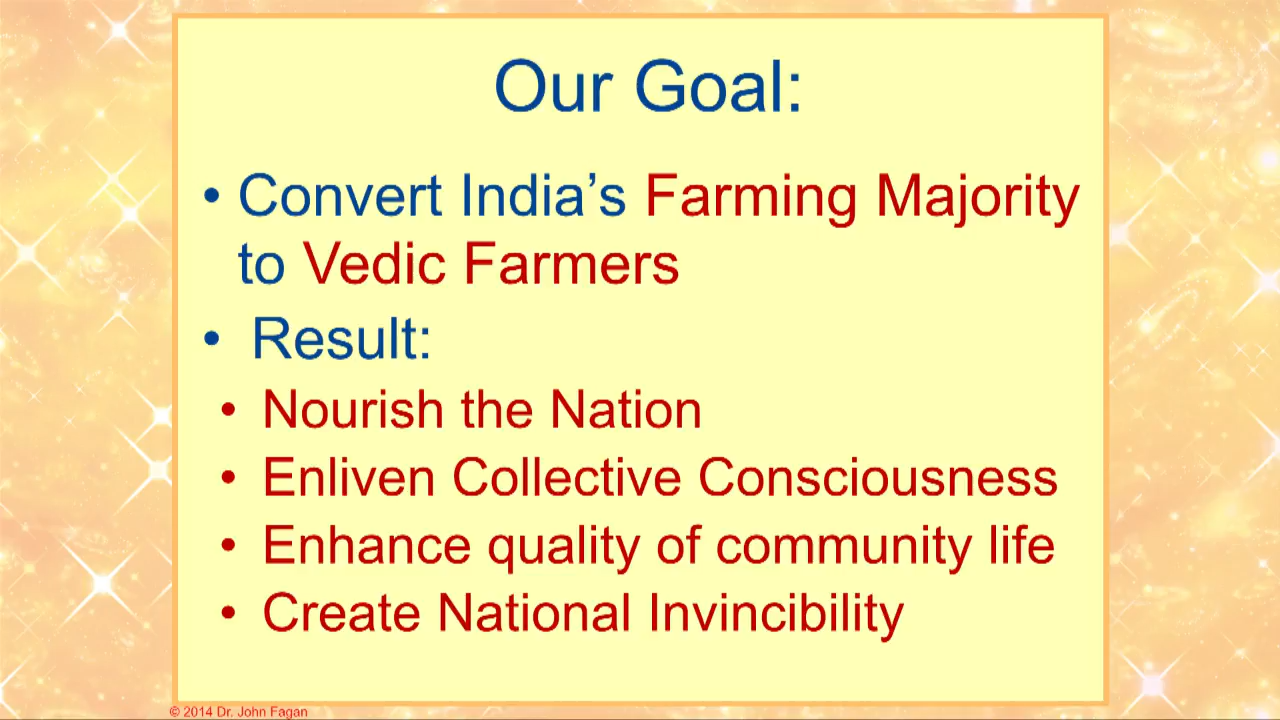 Our Goal:
• Convert India’s Farming Majority
to Vedic Farmers
• Result:
• Nourish the Nation
• Enliven Collective Consciousness
• Enhance quality of community life
• Create National Invincibility
© 2014 Dr. John Fagan